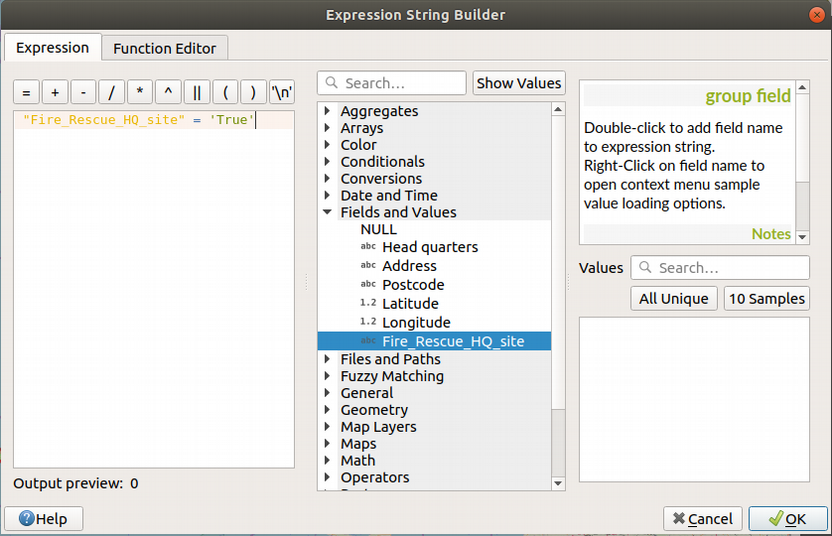 Expression String Builder
Expression
Function Editor
= + - / * ^ || ( ) '\n'
"Fire_Rescue_HQ_site" = 'True'
Output preview: 0
Search...
Show Values
Aggregates
Arrays
Color
Conditionals
Conversions
Date and Time
Fields and Values
NULL
abc Head quarters
abc Address
abc Postcode
1.2 Latitude
1.2 Longitude
abc Fire_Rescue_HQ_site
Files and Paths
Fuzzy Matching
General
Geometry
Map Layers
Maps
Math
Operators
group field
Double-click to add field name
to expression string.
Right-Click on field name to
open context menu sample
value loading options.
Notes
Values
Search...
All Unique
10 Samples
Help
Cancel
OK